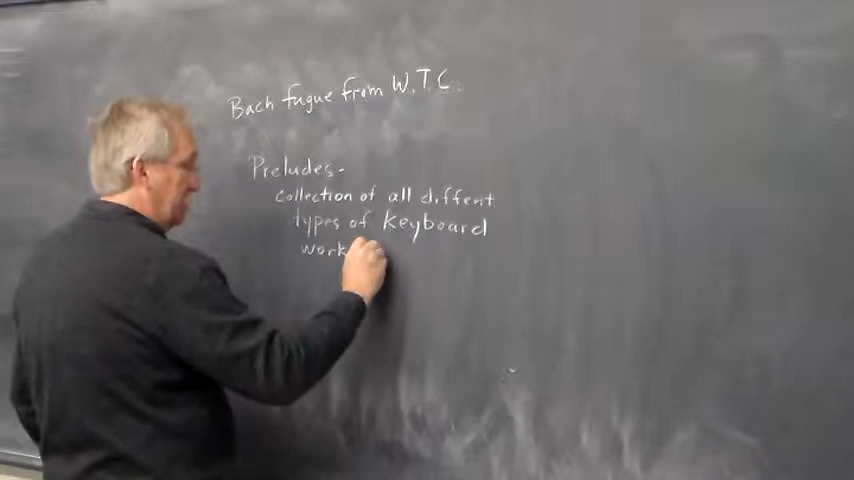 Bach fugue from W.T.C.
Preludes-
collection of all diffent
types of keyboard
work